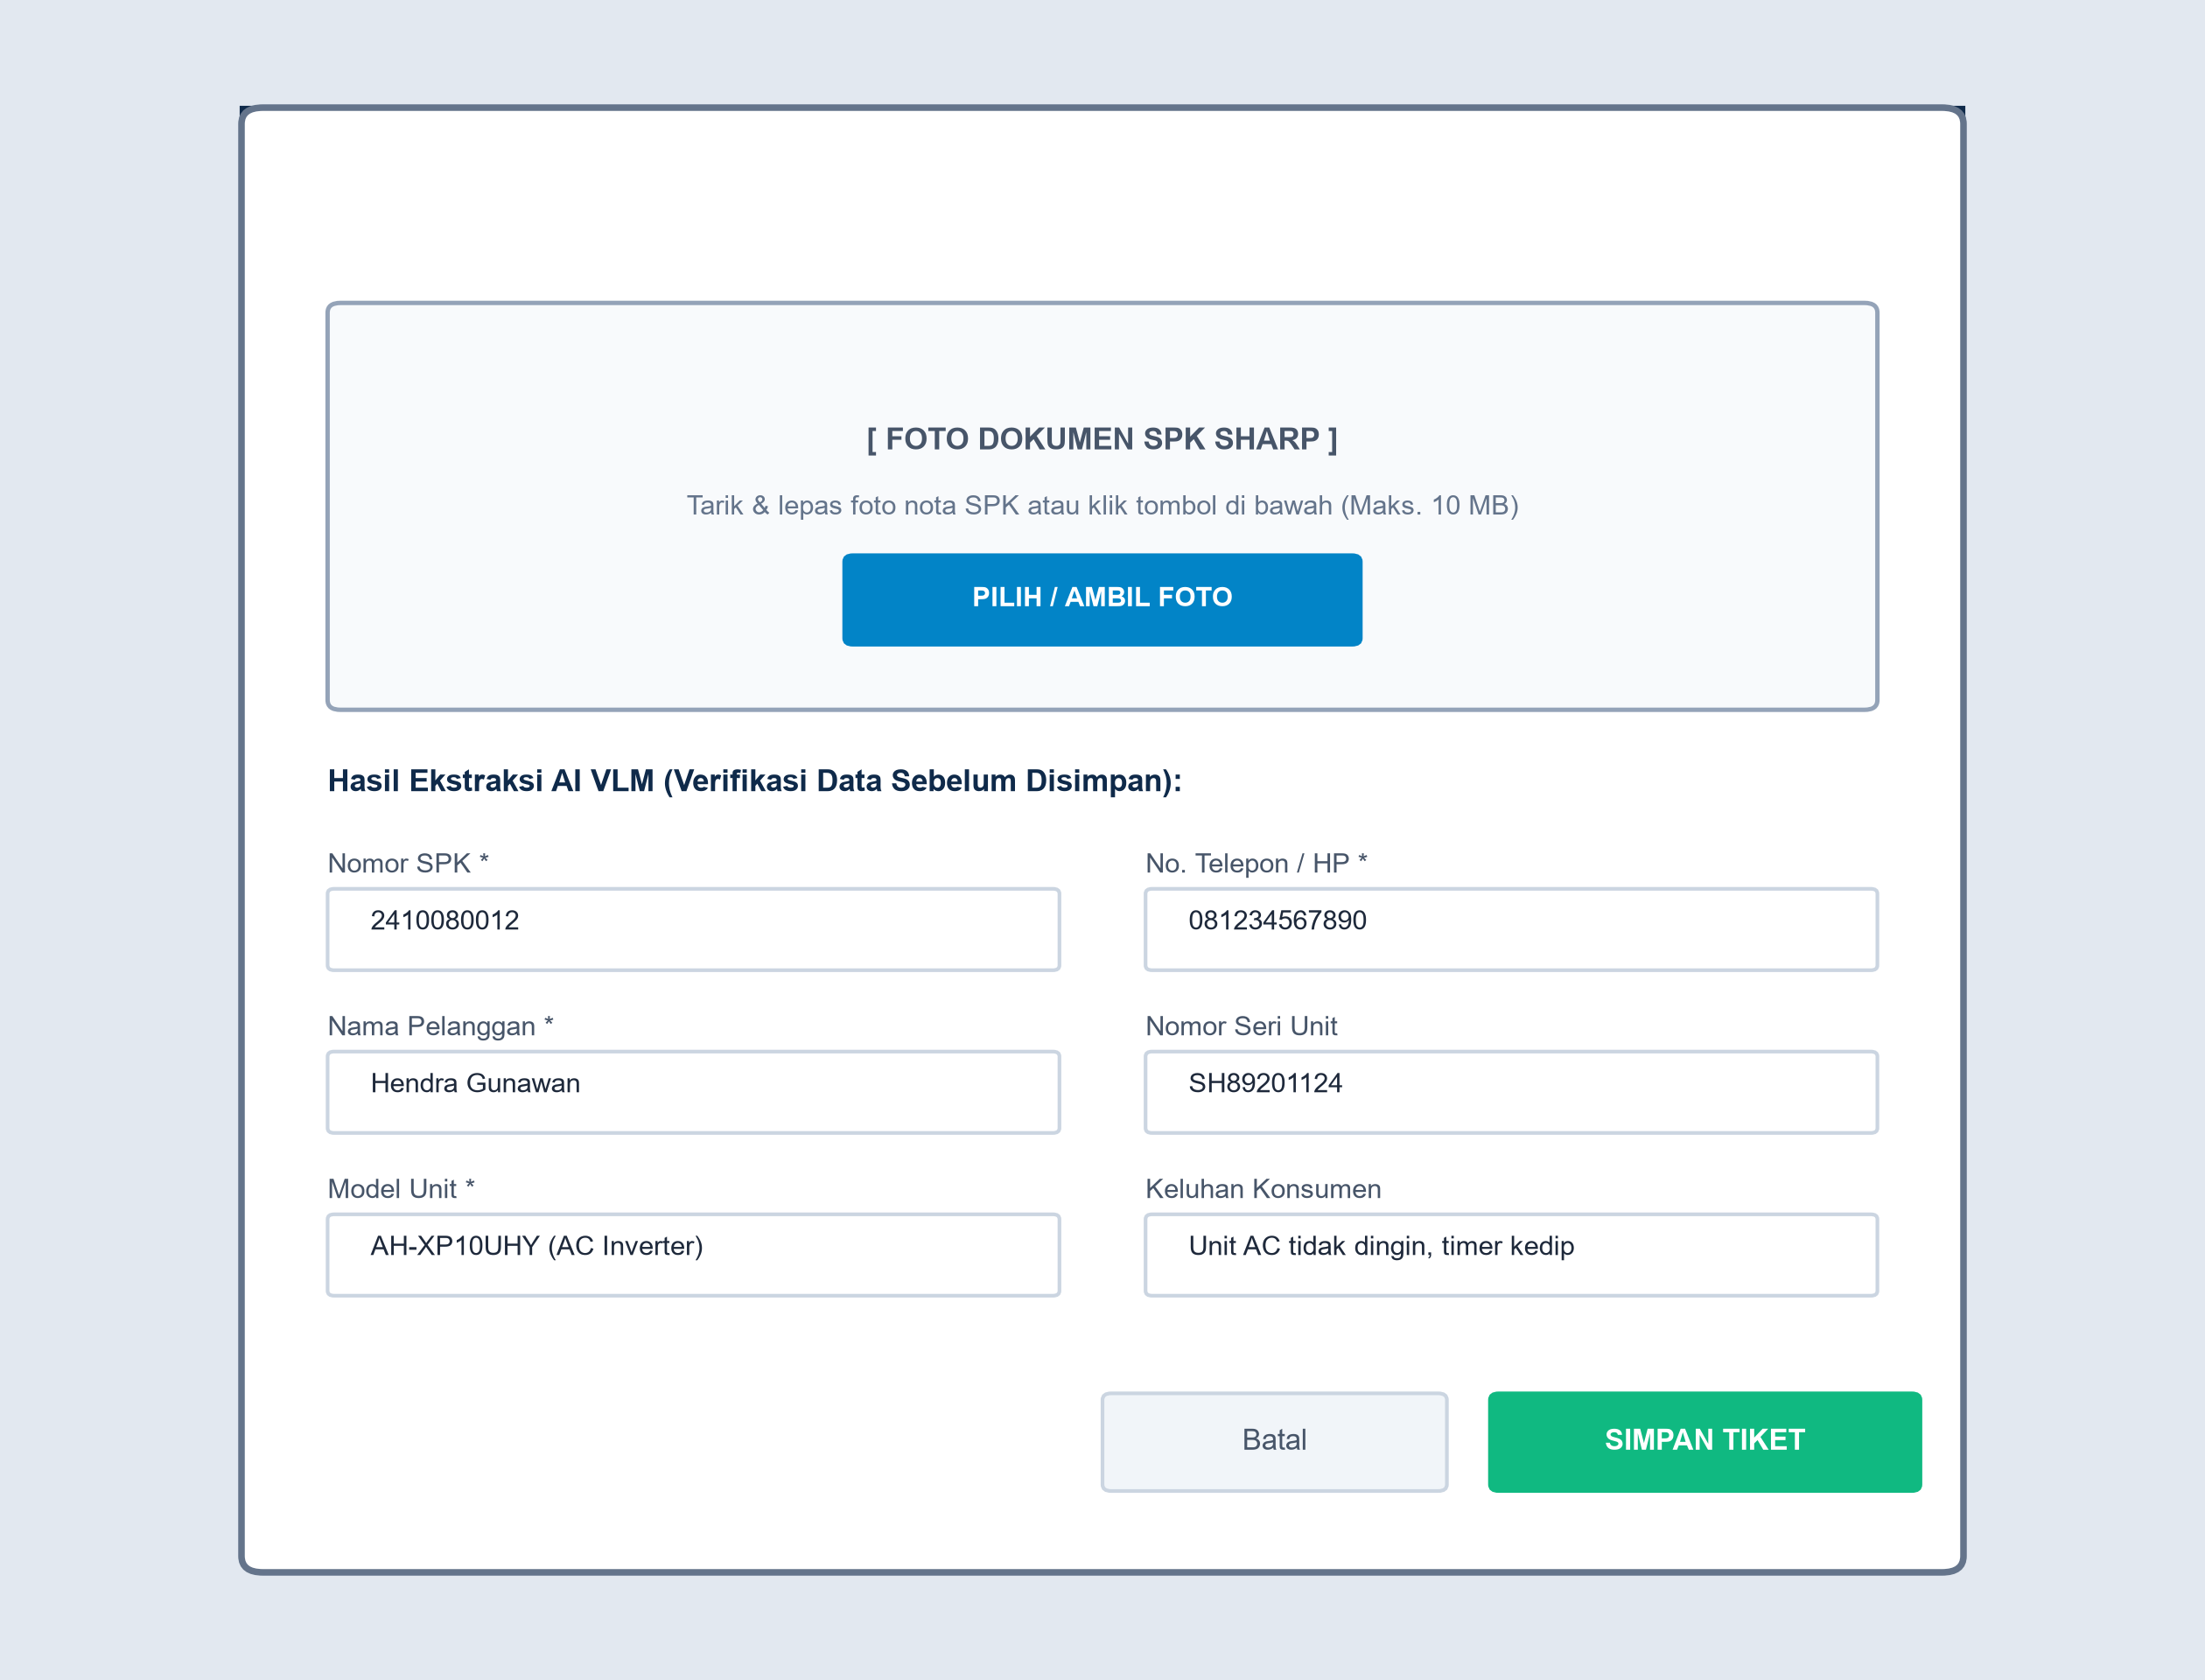 [ FOTO DOKUMEN SPK SHARP ]
Tarik & lepas foto nota SPK atau klik tombol di bawah (Maks. 10 MB)
PILIH / AMBIL FOTO
Hasil Ekstraksi AI VLM (Verifikasi Data Sebelum Disimpan):
Nomor SPK *
No. Telepon / HP *
2410080012
081234567890
Nama Pelanggan *
Nomor Seri Unit
Hendra Gunawan
SH89201124
Model Unit *
Keluhan Konsumen
AH-XP10UHY (AC Inverter)
Unit AC tidak dingin, timer kedip
Batal
SIMPAN TIKET